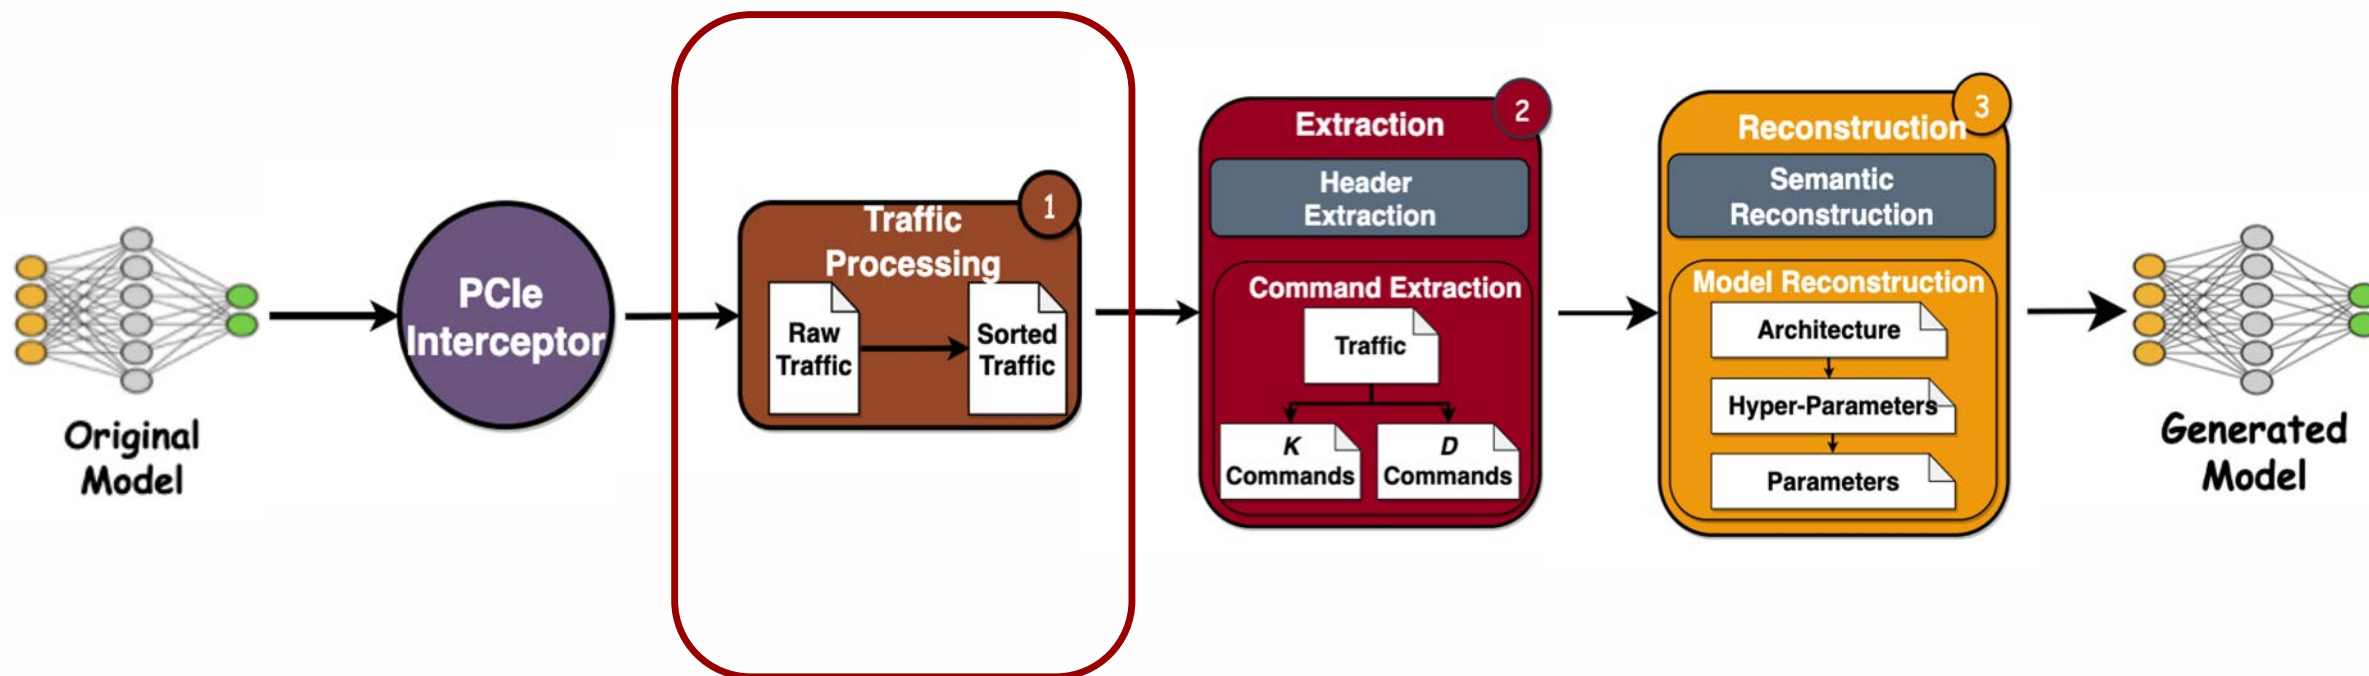 Original
Model
PCIe
Interceptor
1
Traffic
Processing
Raw
Traffic
Sorted
Traffic
2
Extraction
Header
Extraction
Command Extraction
Traffic
K
Commands
D
Commands
3
Reconstruction
Semantic
Reconstruction
Model Reconstruction
Architecture
Hyper-Parameters
Parameters
Generated
Model